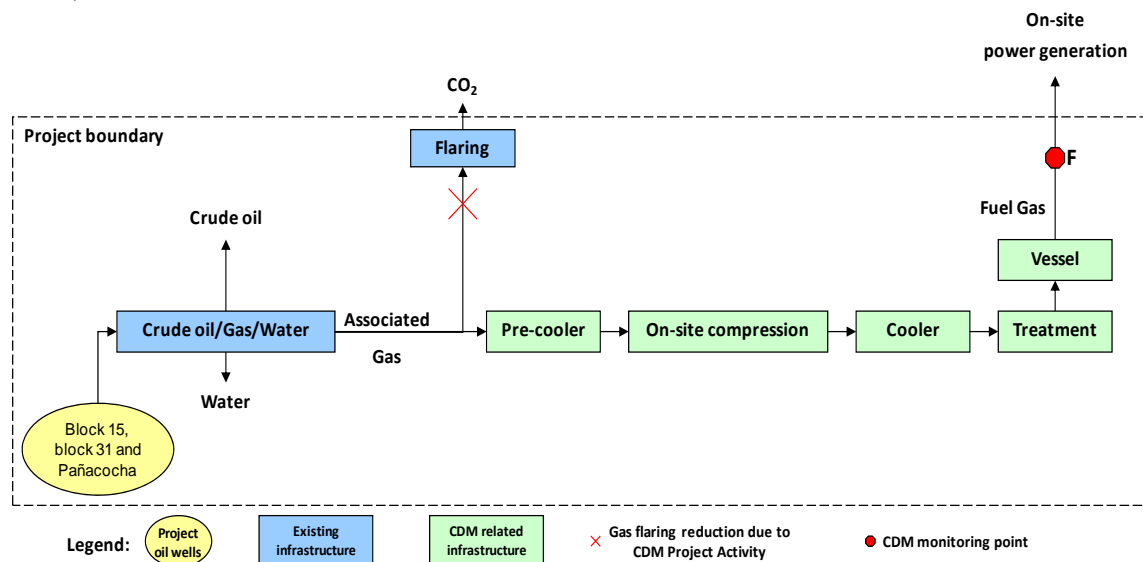 On-site
power generation
CO₂
Project boundary
Flaring
F
Crude oil
Fuel Gas
Vessel
Crude oil/Gas/Water
Associated
Gas
Pre-cooler
On-site compression
Cooler
Treatment
Water
Block 15,
block 31 and
Pañacocha
Legend:
Project
oil wells
Existing
infrastructure
CDM related
infrastructure
Gas flaring reduction due to
CDM Project Activity
CDM monitoring point